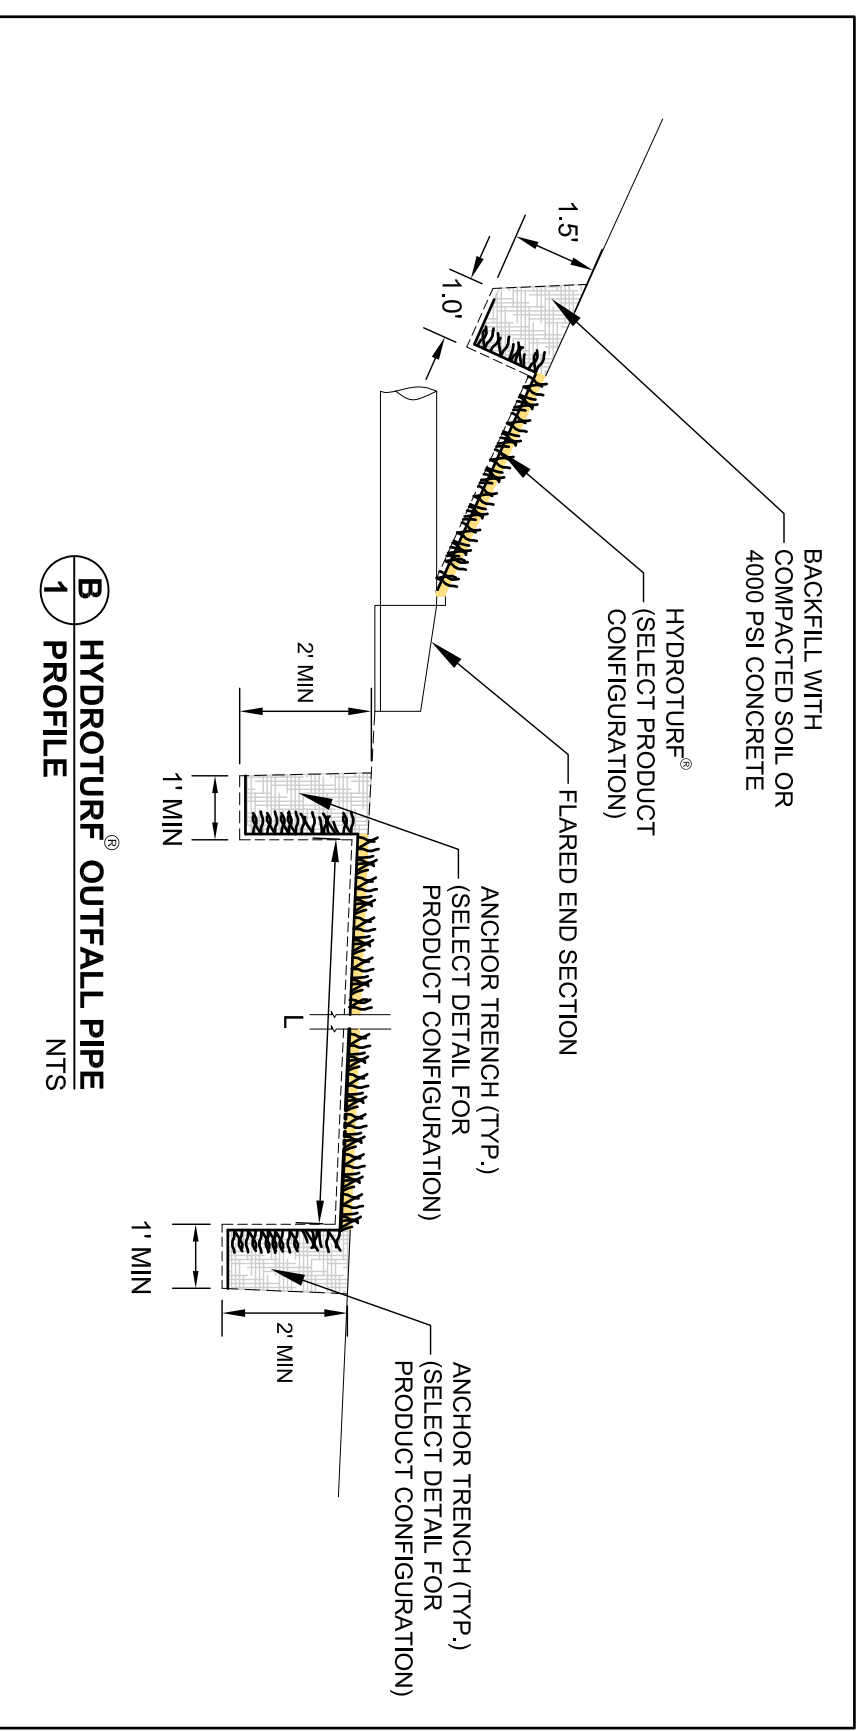 BACKFILL WITH
COMPACTED SOIL OR
4000 PSI CONCRETE
HYDROTURF®
(SELECT PRODUCT
CONFIGURATION)
FLARED END SECTION
ANCHOR TRENCH (TYP.)
(SELECT DETAIL FOR
PRODUCT CONFIGURATION)
ANCHOR TRENCH (TYP.)
(SELECT DETAIL FOR
PRODUCT CONFIGURATION)
1.5'
1.0'
2' MIN
1' MIN
L
1' MIN
2' MIN
B
1
HYDROTURF® OUTFALL PIPE
PROFILE
NTS